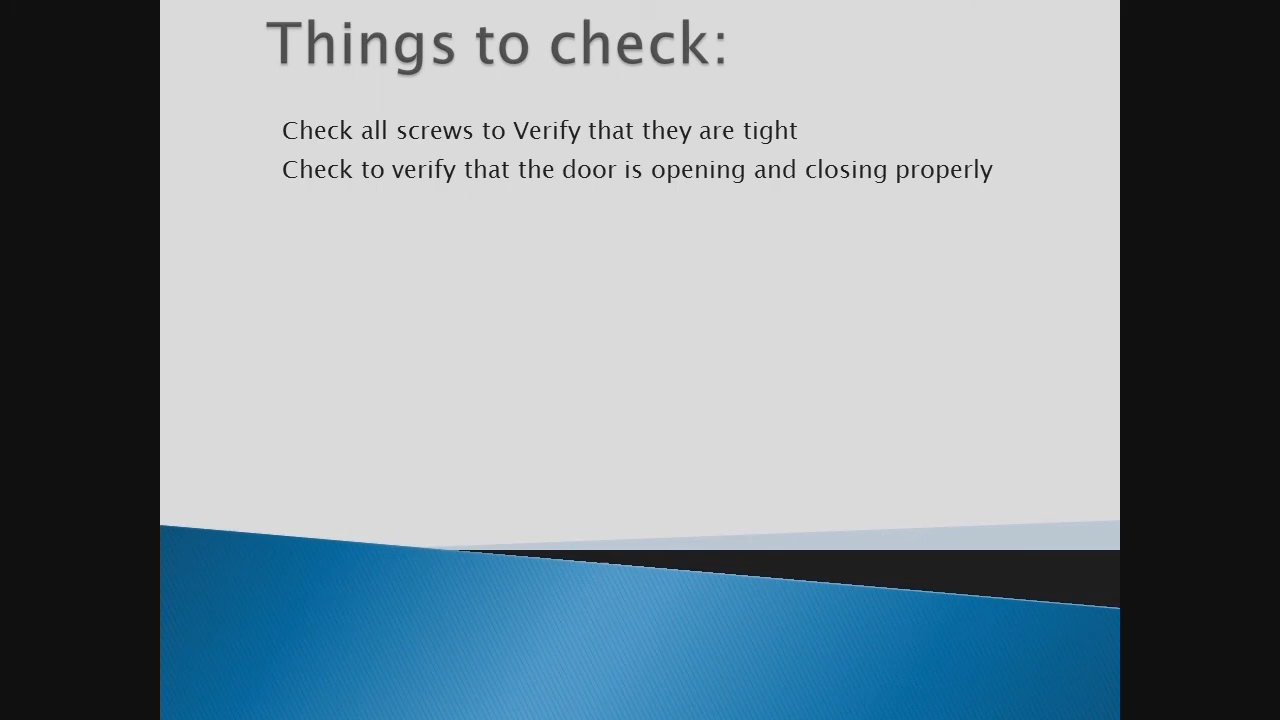 Things to check:
Check all screws to Verify that they are tight
Check to verify that the door is opening and closing properly